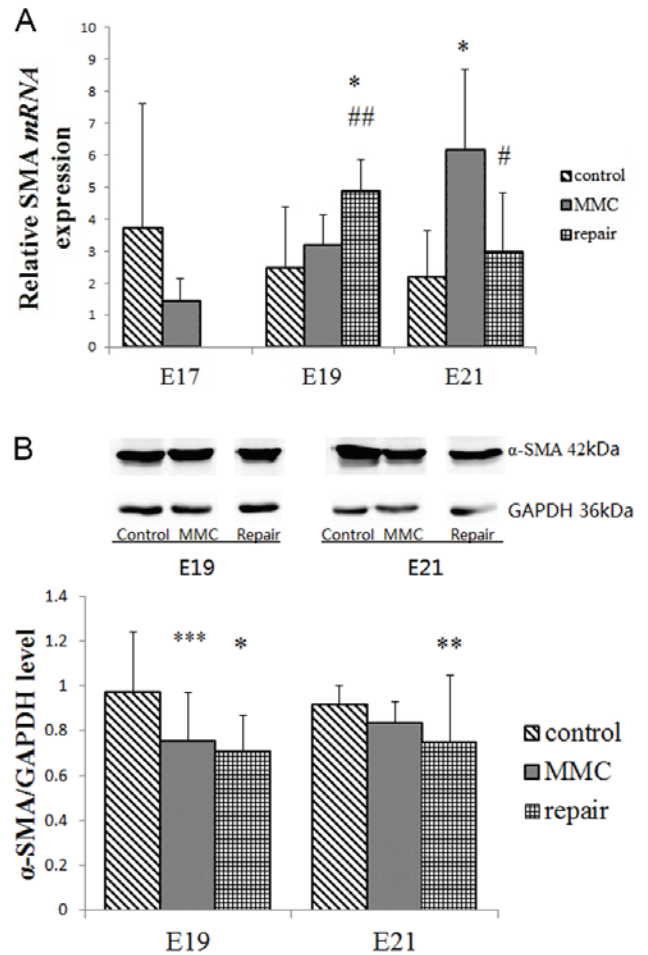 A
Relative SMA mRNA
expression
10
9
8
7
6
5
4
3
2
1
0
*
##
*
#
control
MMC
repair
E17 E19 E21
B
α-SMA 42kDa
GAPDH 36kDa
Control MMC Repair Control MMC Repair
E19 E21
α-SMA/GAPDH level
1.4
1.2
1
0.8
0.6
0.4
0.2
0
*** * **
control
MMC
repair
E19 E21